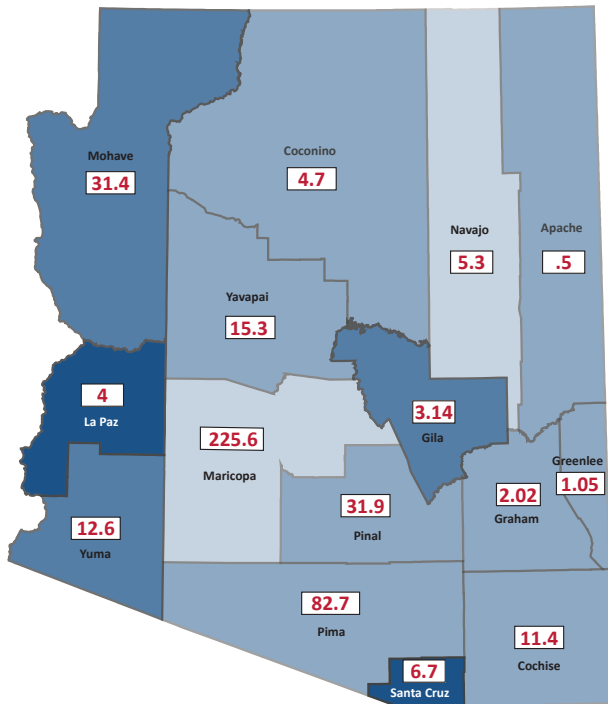 Mohave
31.4
Coconino
4.7
Navajo
5.3
Apache
.5
Yavapai
15.3
4
La Paz
225.6
Maricopa
3.14
Gila
Greenlee
1.05
2.02
Graham
31.9
Pinal
12.6
Yuma
82.7
Pima
11.4
Cochise
6.7
Santa Cruz